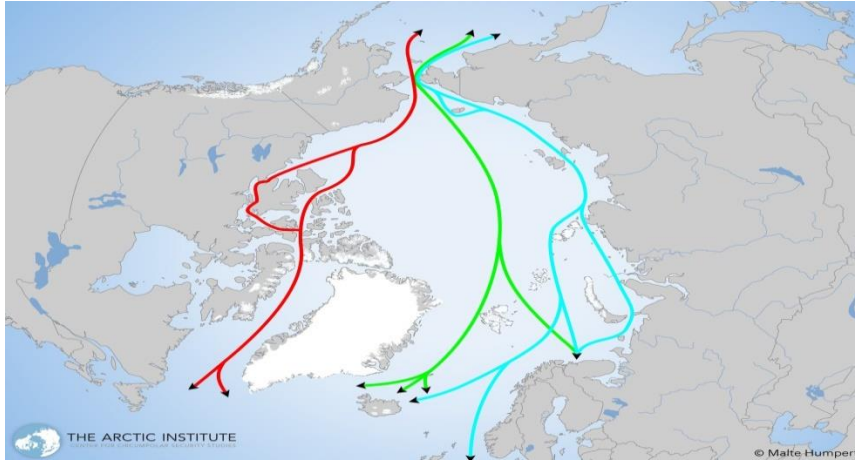 THE ARCTIC INSTITUTE
CENTER FOR CIRCUMPOLAR SECURITY STUDIES
© Malte Humpert